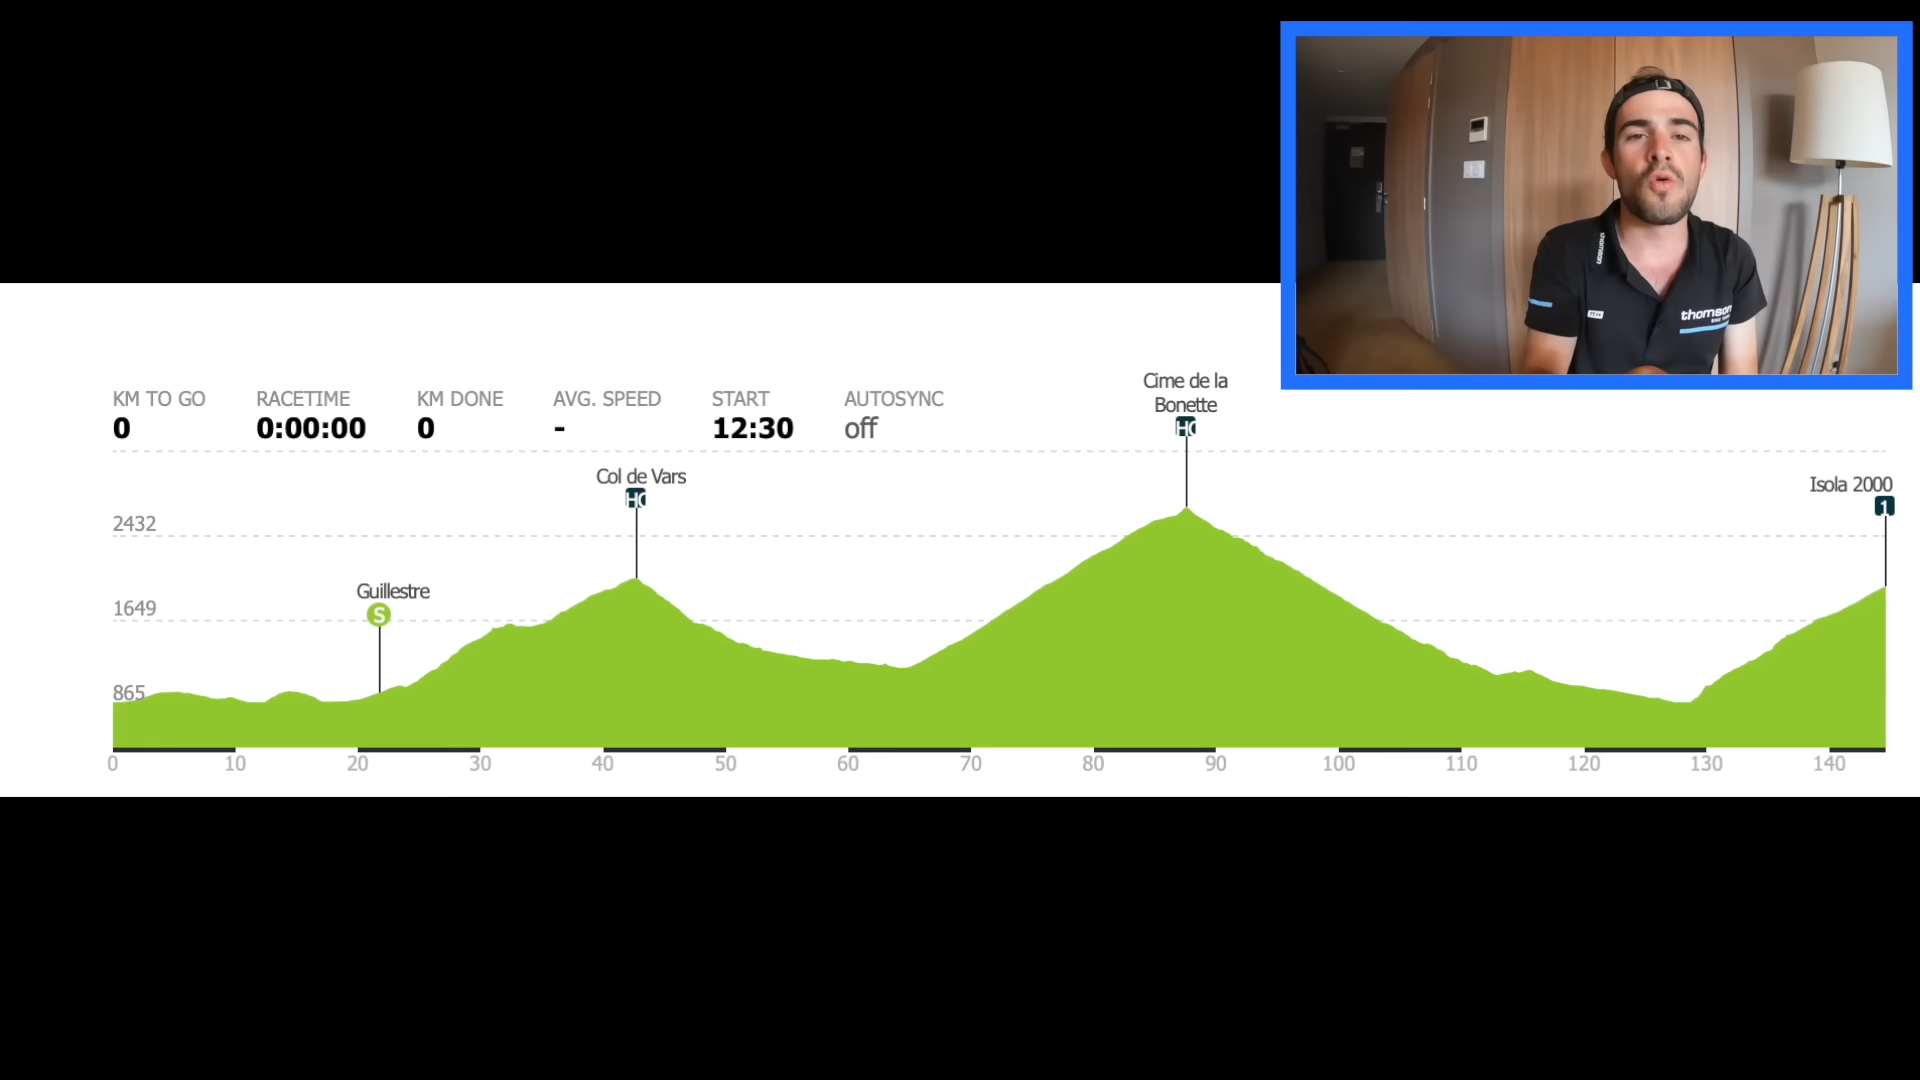 KM TO GO RACETIME KM DONE AVG. SPEED START AUTOSYNC
0 0:00:00 0 - 12:30 off
Cime de la
Bonette
HC
Col de Vars
HC
Isola 2000
1
Guillestre
S
2432
1649
865
0 10 20 30 40 50 60 70 80 90 100 110 120 130 140
thomson
thomson